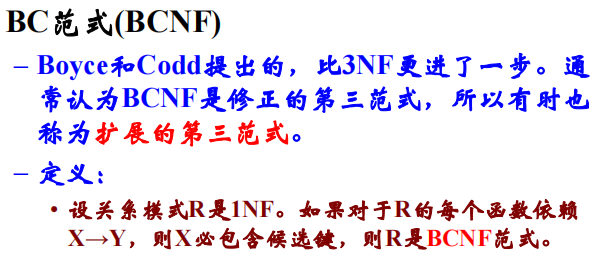 BC范式(BCNF)
– Boyce和Codd提出的，比3NF更进了一步。通
常认为BCNF是修正的第三范式，所以有时也
称为扩展的第三范式。
– 定义：
• 设关系模式R是1NF。如果对于R的每个函数依赖
X→Y，则X必包含候选键，则R是BCNF范式。